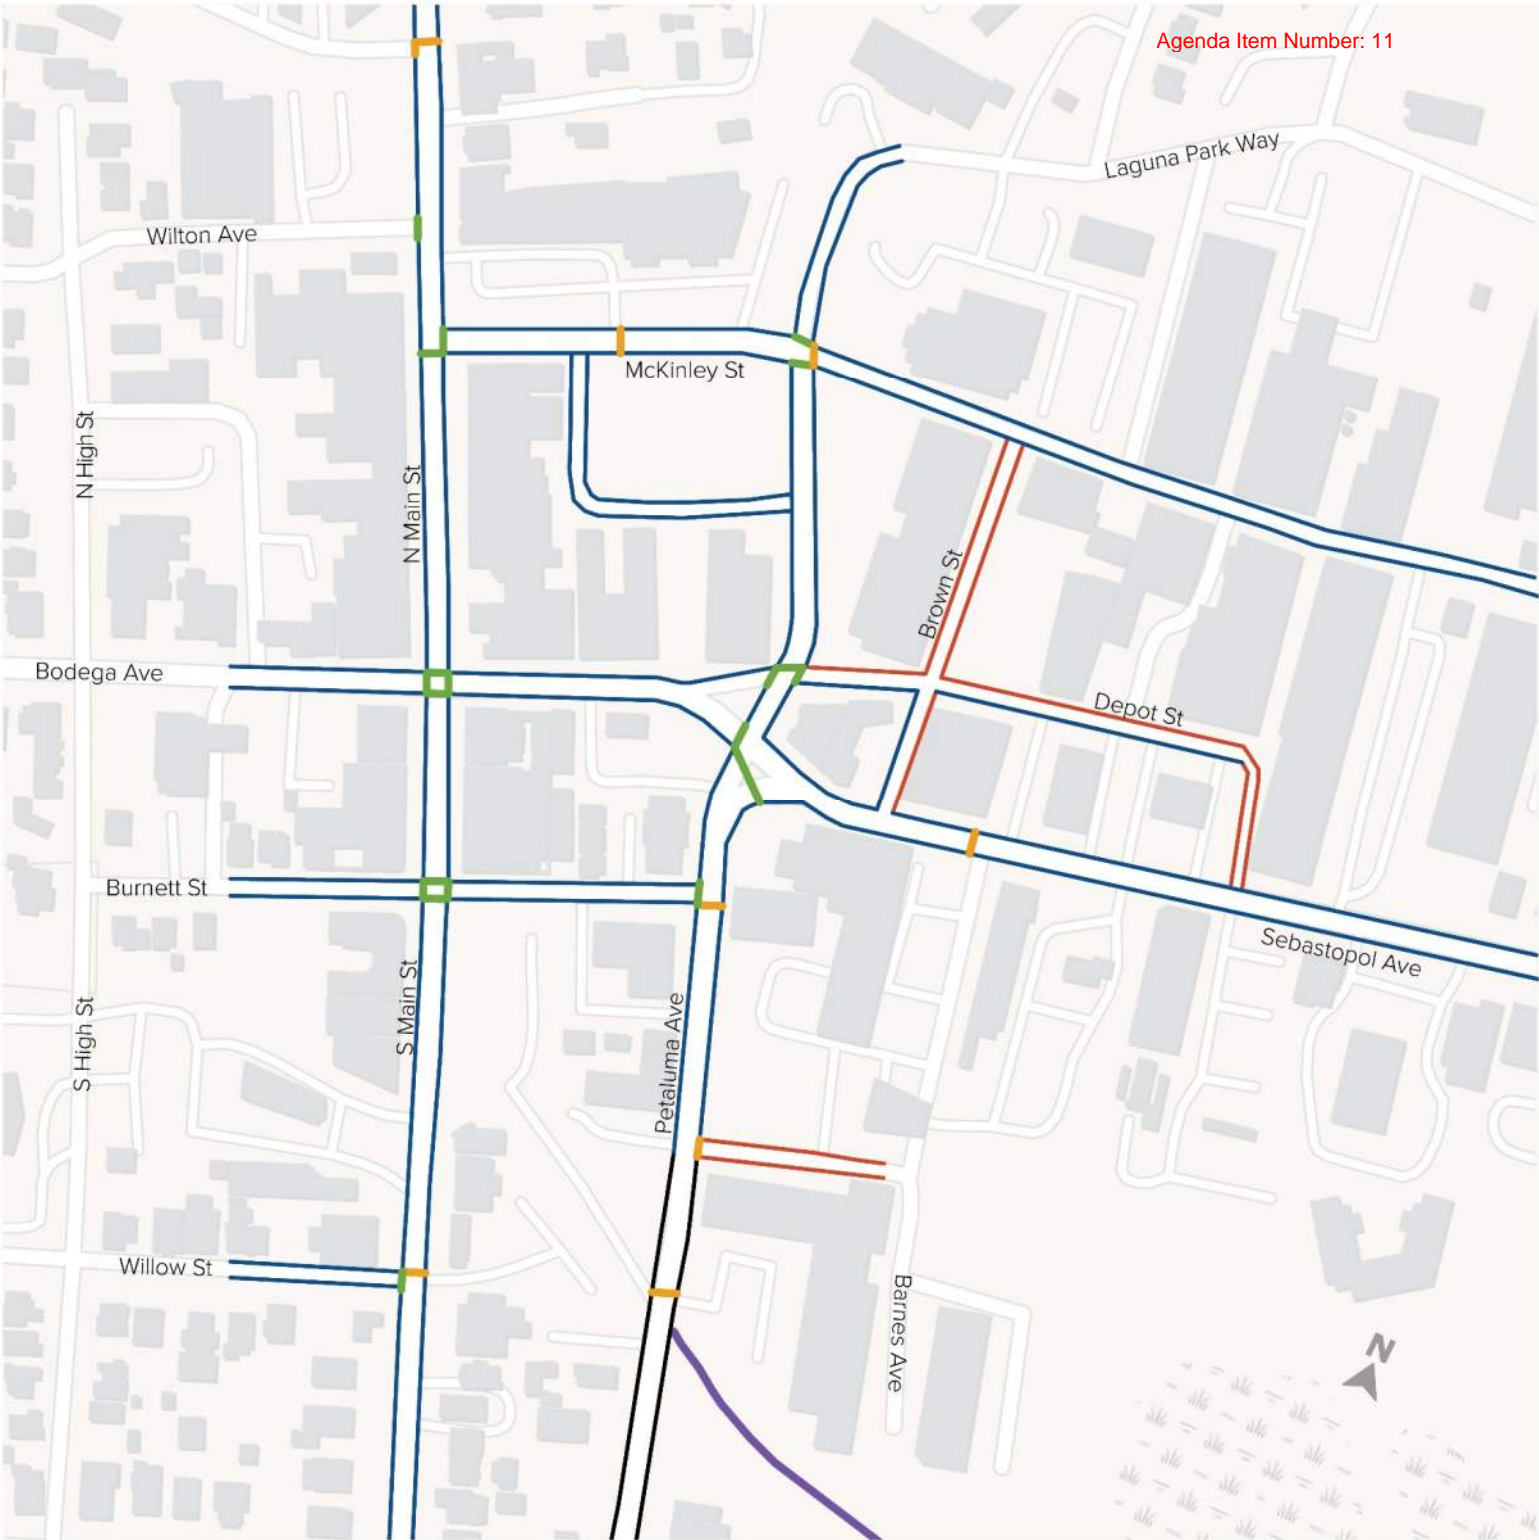 Agenda Item Number: 11
Laguna Park Way
Wilton Ave
McKinley St
N High St
N Main St
Brown St
Bodega Ave
Depot St
Burnett St
Sebastopol Ave
S Main St
S High St
Petaluma Ave
Willow St
Barnes Ave
N